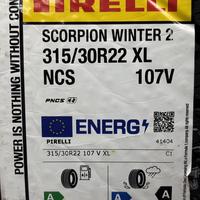 PIRELLI
POWER IS NOTHING WITHOUT CON
SCORPION WINTER 2
315/30R22 XL
NCS 107V
PNCS
ENERG
PIRELLI 41404
315/30R22 107 V XL C1
A
A
A